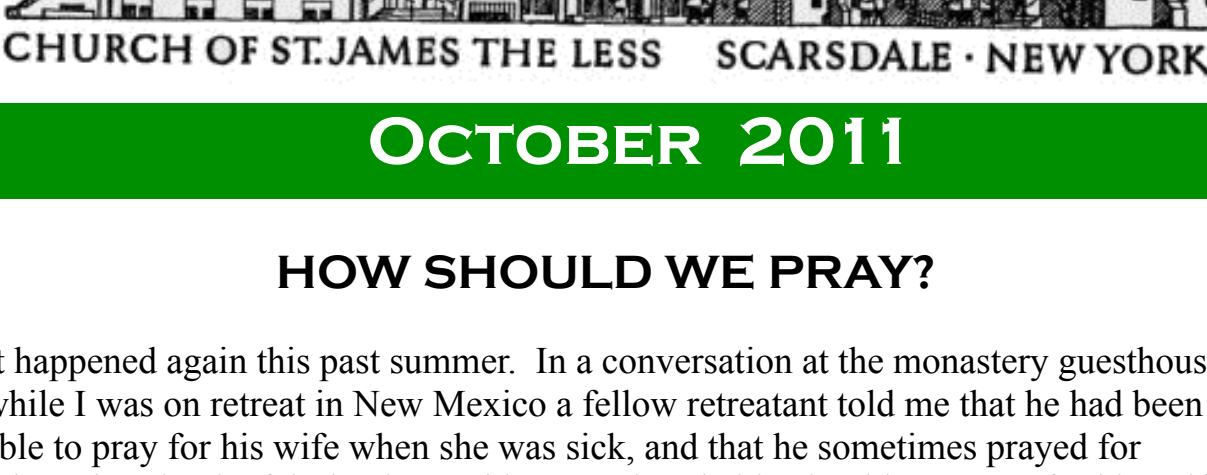 CHURCH OF ST. JAMES THE LESS SCARSDALE · NEW YORK
OCTOBER 2011
HOW SHOULD WE PRAY?
t happened again this past summer. In a conversation at the monastery guesthous
while I was on retreat in New Mexico a fellow retreatant told me that he had been
ble to pray for his wife when she was sick, and that he sometimes prayed for